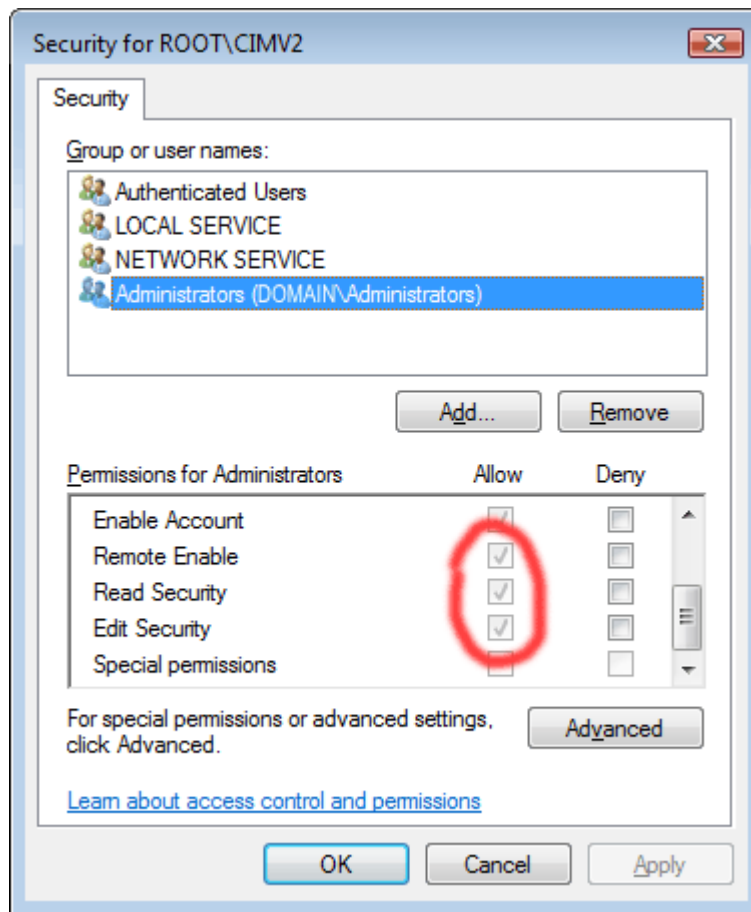 Security for ROOT\CIMV2
Security
Group or user names:
Authenticated Users
LOCAL SERVICE
NETWORK SERVICE
Administrators (DOMAIN\Administrators)
Add...
Remove
Permissions for Administrators
Allow
Deny
Enable Account
Remote Enable
Read Security
Edit Security
Special permissions
For special permissions or advanced settings,
click Advanced.
Advanced
Learn about access control and permissions
OK
Cancel
Apply